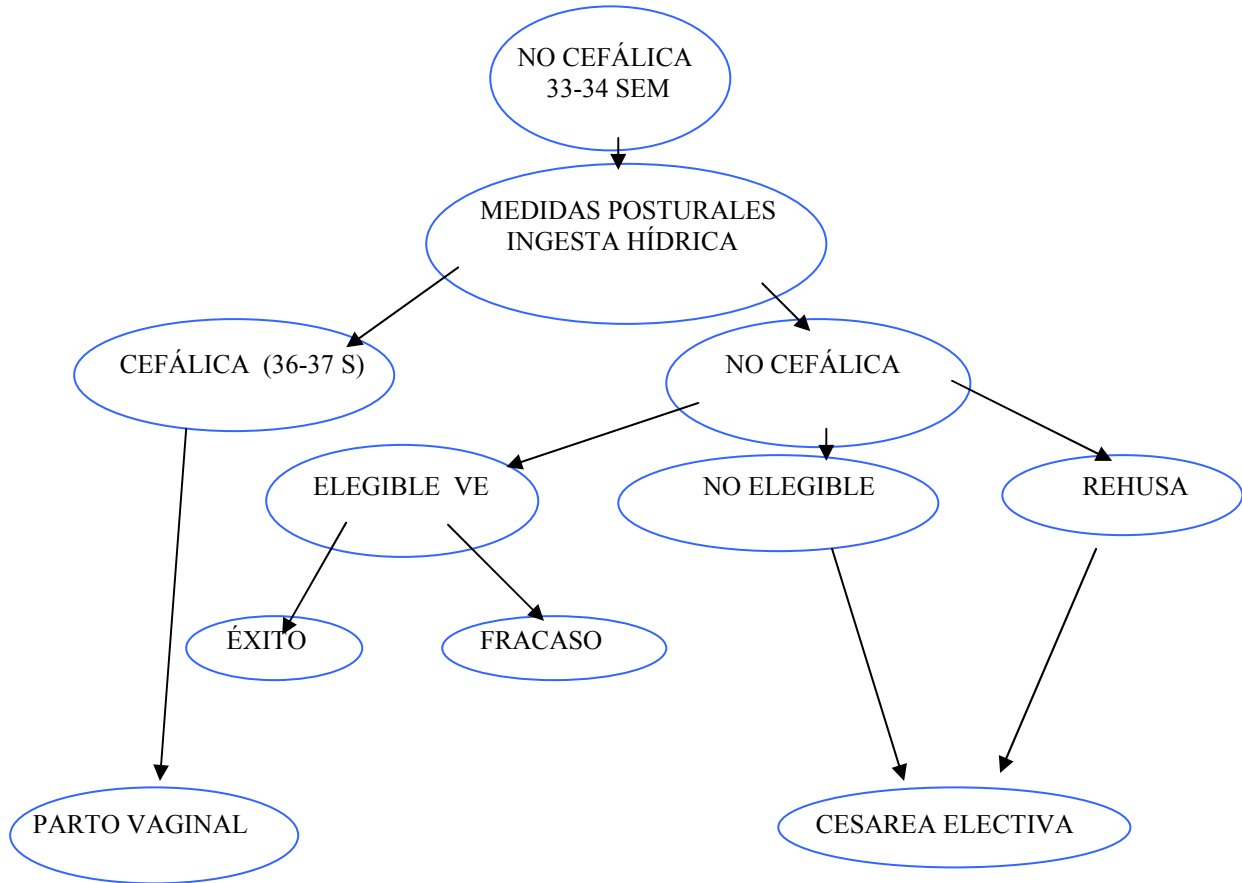 NO CEFÁLICA
33-34 SEM
MEDIDAS POSTURALES
INGESTA HÍDRICA
CEFÁLICA (36-37 S)
NO CEFÁLICA
ELEGIBLE VE
NO ELEGIBLE
REHUSA
ÉXITO
FRACASO
PARTO VAGINAL
CESAREA ELECTIVA